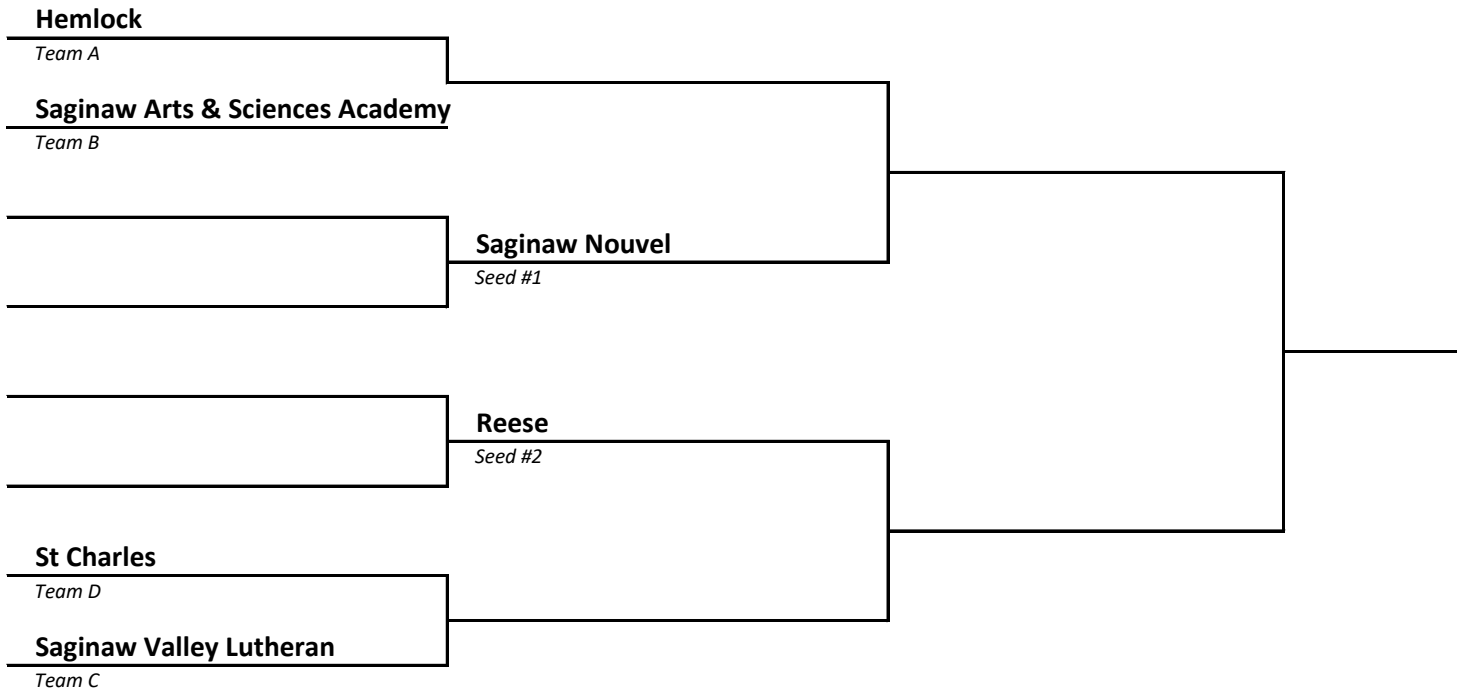 Hemlock
Team A
Saginaw Arts & Sciences Academy
Team B
Saginaw Nouvel
Seed #1
Reese
Seed #2
St Charles
Team D
Saginaw Valley Lutheran
Team C